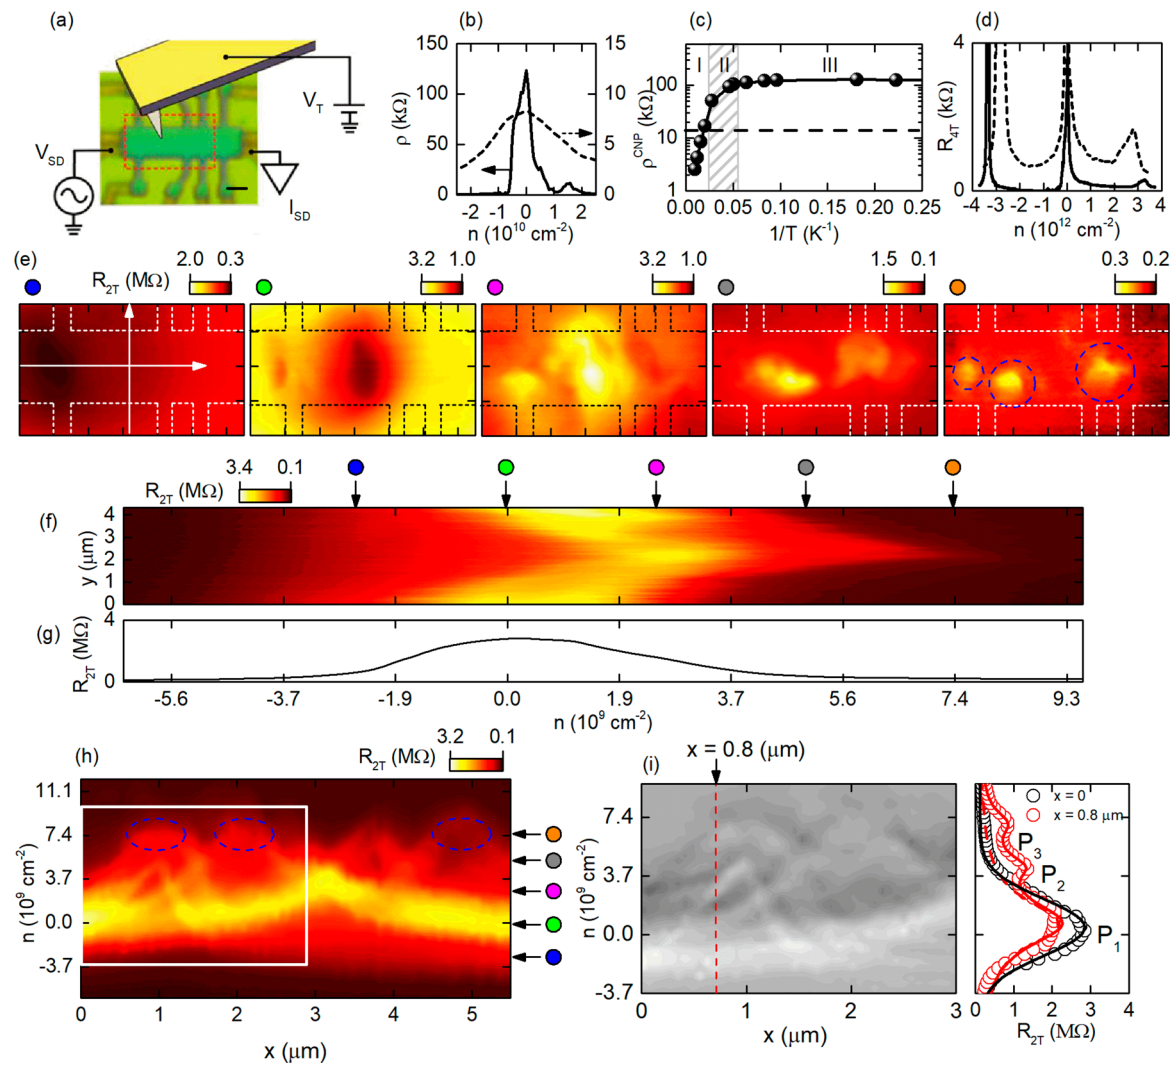 (a)
V_T
V_SD
I_SD
(b)
150
125
100
75
50
25
0
ρ (kΩ)
15
12
10
5
2
0
-2 -1 0 1 2
n (10^10 cm^-2)
(c)
I II III
1000
100
10
1
ρ^CNP (kΩ)
0.00 0.05 0.10 0.15 0.20 0.25
1/T (K^-1)
(d)
4
0
R_4T (kΩ)
-4 -3 -2 -1 0 1 2 3 4
n (10^12 cm^-2)
(e)
R_2T (MΩ) 2.0 0.3
3.2 1.0
3.2 1.0
1.5 0.1
0.3 0.2
(f)
R_2T (MΩ) 3.4 0.1
y (μm)
4
3
2
1
0
(g)
R_2T (MΩ)
4
0
-5.6 -3.7 -1.9 0.0 1.9 3.7 5.6 7.4 9.3
n (10^9 cm^-2)
(h)
R_2T (MΩ) 3.2 0.1
n (10^9 cm^-2)
11.1
7.4
3.7
0.0
-3.7
0 1 2 3 4 5
x (μm)
(i)
x = 0.8 (μm)
n (10^9 cm^-2)
7.4
3.7
0.0
-3.7
0 1 2 3
x (μm)
x = 0
x = 0.8 μm
P_3
P_2
P_1
0 1 2 3 4
R_2T (MΩ)